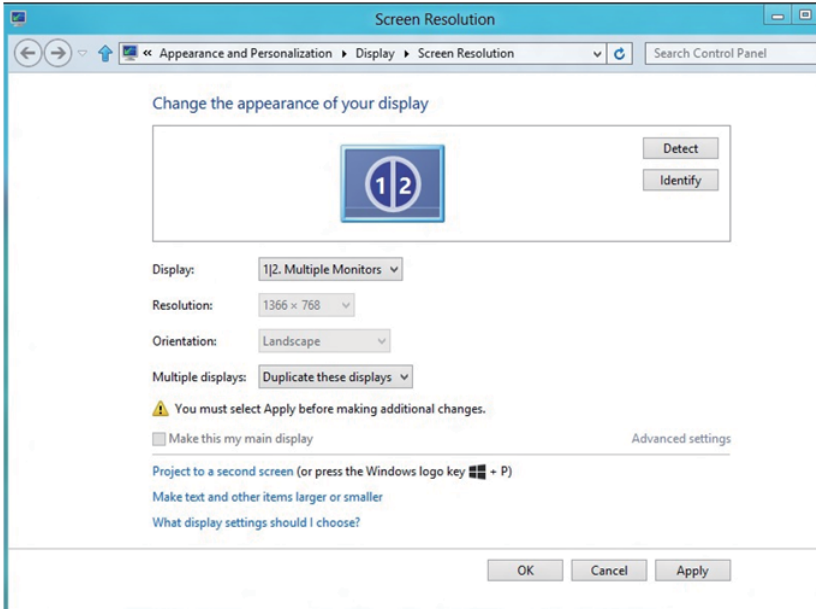 Screen Resolution
« Appearance and Personalization ▸ Display ▸ Screen Resolution
Search Control Panel
Change the appearance of your display
1|2
Detect
Identify
Display: 1|2. Multiple Monitors
Resolution: 1366 × 768
Orientation: Landscape
Multiple displays: Duplicate these displays
You must select Apply before making additional changes.
Make this my main display
Advanced settings
Project to a second screen (or press the Windows logo key + P)
Make text and other items larger or smaller
What display settings should I choose?
OK Cancel Apply